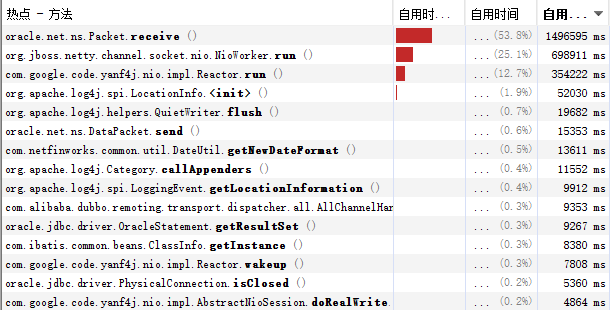 热点 - 方法 自用时... 自用时间 自用...
oracle.net.ns.Packet.receive () ... (53.8%) 1496595 ms
org.jboss.netty.channel.socket.nio.NioWorker.run () ... (25.1%) 698911 ms
com.google.code.yanf4j.nio.impl.Reactor.run () ... (12.7%) 354222 ms
org.apache.log4j.spi.LocationInfo.<init> () ... (1.9%) 52030 ms
org.apache.log4j.helpers.QuietWriter.flush () ... (0.7%) 19682 ms
oracle.net.ns.DataPacket.send () ... (0.6%) 15353 ms
com.netfinworks.common.util.DateUtil.getNewDateFormat () ... (0.5%) 13611 ms
org.apache.log4j.Category.callAppenders () ... (0.4%) 11552 ms
org.apache.log4j.spi.LoggingEvent.getLocationInformation () ... (0.4%) 9912 ms
com.alibaba.dubbo.remoting.transport.dispatcher.all.AllChannelHan ... (0.3%) 9353 ms
oracle.jdbc.driver.OracleStatement.getResultSet () ... (0.3%) 9267 ms
com.ibatis.common.beans.ClassInfo.getInstance () ... (0.3%) 8380 ms
com.google.code.yanf4j.nio.impl.Reactor.wakeup () ... (0.3%) 7808 ms
oracle.jdbc.driver.PhysicalConnection.isClosed () ... (0.2%) 5360 ms
com.google.code.yanf4j.nio.impl.AbstractNioSession.doRealWrite. ... (0.2%) 4864 ms